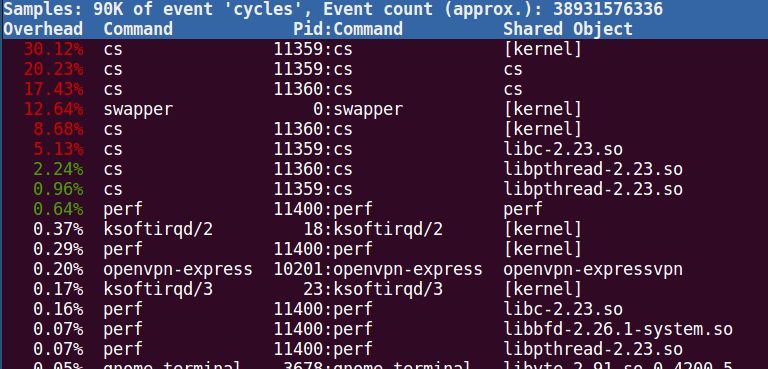 Samples: 90K of event 'cycles', Event count (approx.): 38931576336
Overhead  Command           Pid:Command          Shared Object
30.12%  cs                11359:cs               [kernel]
20.23%  cs                11359:cs               cs
17.43%  cs                11360:cs               cs
12.64%  swapper               0:swapper          [kernel]
8.68%  cs                11360:cs               [kernel]
5.13%  cs                11359:cs               libc-2.23.so
2.24%  cs                11360:cs               libpthread-2.23.so
0.96%  cs                11359:cs               libpthread-2.23.so
0.64%  perf              11400:perf             perf
0.37%  ksoftirqd/2          18:ksoftirqd/2      [kernel]
0.29%  perf              11400:perf             [kernel]
0.20%  openvpn-express   10201:openvpn-express  openvpn-expressvpn
0.17%  ksoftirqd/3          23:ksoftirqd/3      [kernel]
0.16%  perf              11400:perf             libc-2.23.so
0.07%  perf              11400:perf             libbfd-2.26.1-system.so
0.07%  perf              11400:perf             libpthread-2.23.so
0.05%  gnome-terminal     3678:gnome-terminal